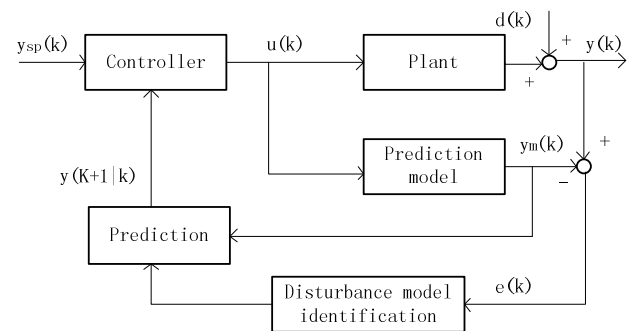 d(k)
ysp(k)
u(k)
+
y(k)
Controller
Plant
+
ym(k)
+
Prediction
model
−
y(K+1|k)
Prediction
e(k)
Disturbance model
identification